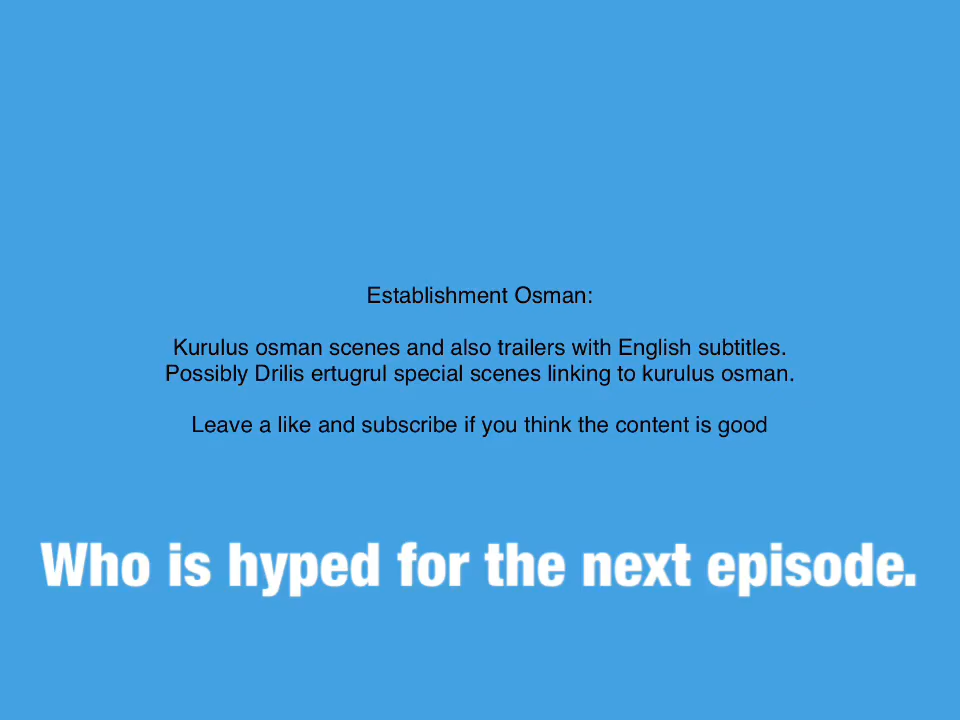 Establishment Osman:
Kurulus osman scenes and also trailers with English subtitles.
Possibly Drilis ertugrul special scenes linking to kurulus osman.
Leave a like and subscribe if you think the content is good
Who is hyped for the next episode.